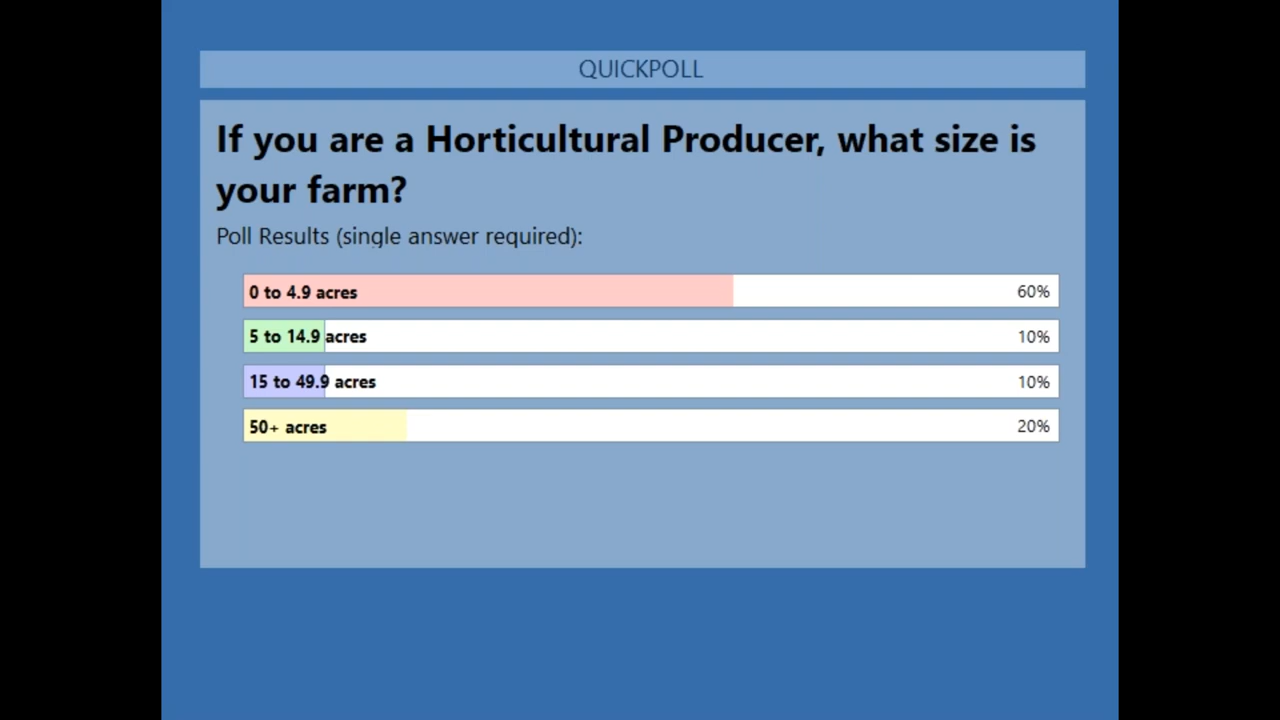 QUICKPOLL
If you are a Horticultural Producer, what size is
your farm?
Poll Results (single answer required):
0 to 4.9 acres 60%
5 to 14.9 acres 10%
15 to 49.9 acres 10%
50+ acres 20%